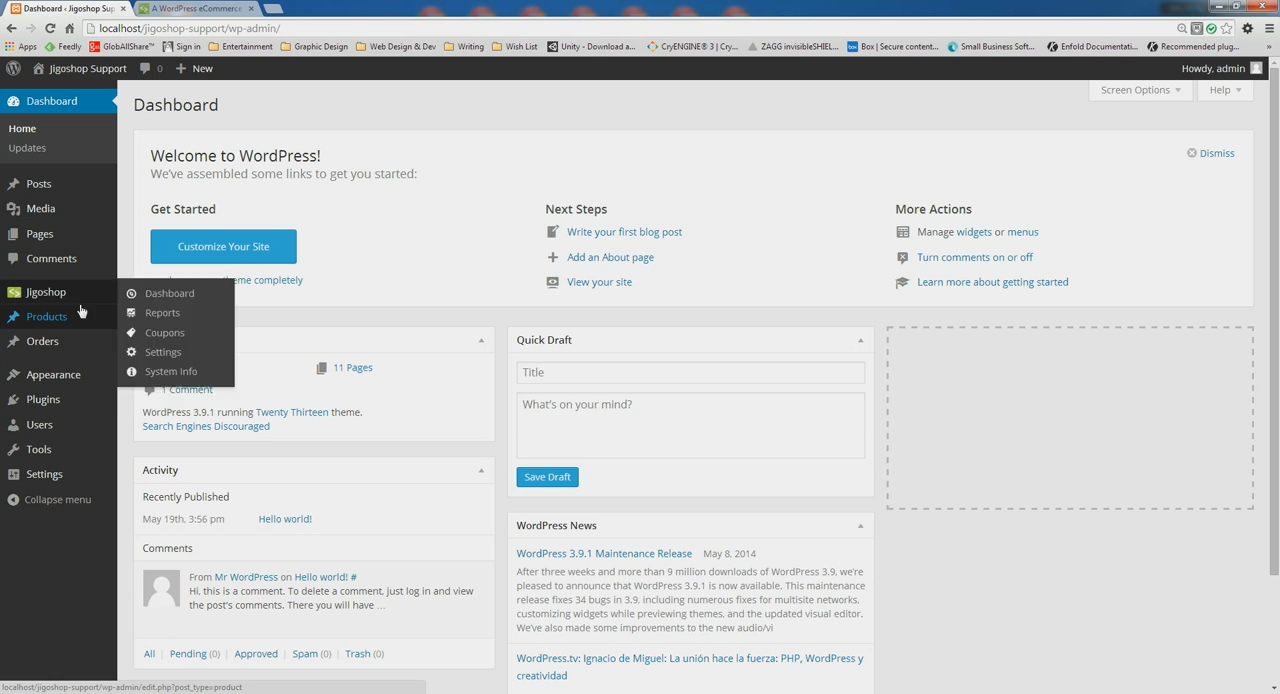 Dashboard ‹ Jigoshop Sup
A WordPress eCommerce
localhost/jigoshop-support/wp-admin/
Apps Feedly GlobAllShare™ Sign in Entertainment Graphic Design Web Design & Dev Writing Wish List Unity - Download a... CryENGINE® 3 | Cry... ZAGG invisibleSHIEL... Box | Secure content... Small Business Soft... Enfold Documentati... Recommended plug... »
Jigoshop Support 0 New Howdy, admin
Screen Options Help
Dashboard
Home
Updates
Posts
Media
Pages
Comments
Jigoshop
Products
Orders
Appearance
Plugins
Users
Tools
Settings
Collapse menu
Dashboard
Reports
Coupons
Settings
System Info
Dashboard
Welcome to WordPress!
We've assembled some links to get you started:
Dismiss
Get Started
Customize Your Site
eme completely
Next Steps
Write your first blog post
Add an About page
View your site
More Actions
Manage widgets or menus
Turn comments on or off
Learn more about getting started
11 Pages
1 Comment
WordPress 3.9.1 running Twenty Thirteen theme.
Search Engines Discouraged
Activity
Recently Published
May 19th, 3:56 pm Hello world!
Comments
From Mr WordPress on Hello world! #
Hi, this is a comment. To delete a comment, just log in and view
the post's comments. There you will have …
All | Pending (0) | Approved | Spam (0) | Trash (0)
Quick Draft
Title
What's on your mind?
Save Draft
WordPress News
WordPress 3.9.1 Maintenance Release May 8, 2014
After three weeks and more than 9 million downloads of WordPress 3.9, we're
pleased to announce that WordPress 3.9.1 is now available. This maintenance
release fixes 34 bugs in 3.9, including numerous fixes for multisite networks,
customizing widgets while previewing themes, and the updated visual editor.
We've also made some improvements to the new audio/vi
WordPress.tv: Ignacio de Miguel: La unión hace la fuerza: PHP, WordPress y
creatividad
localhost/jigoshop-support/wp-admin/edit.php?post_type=product